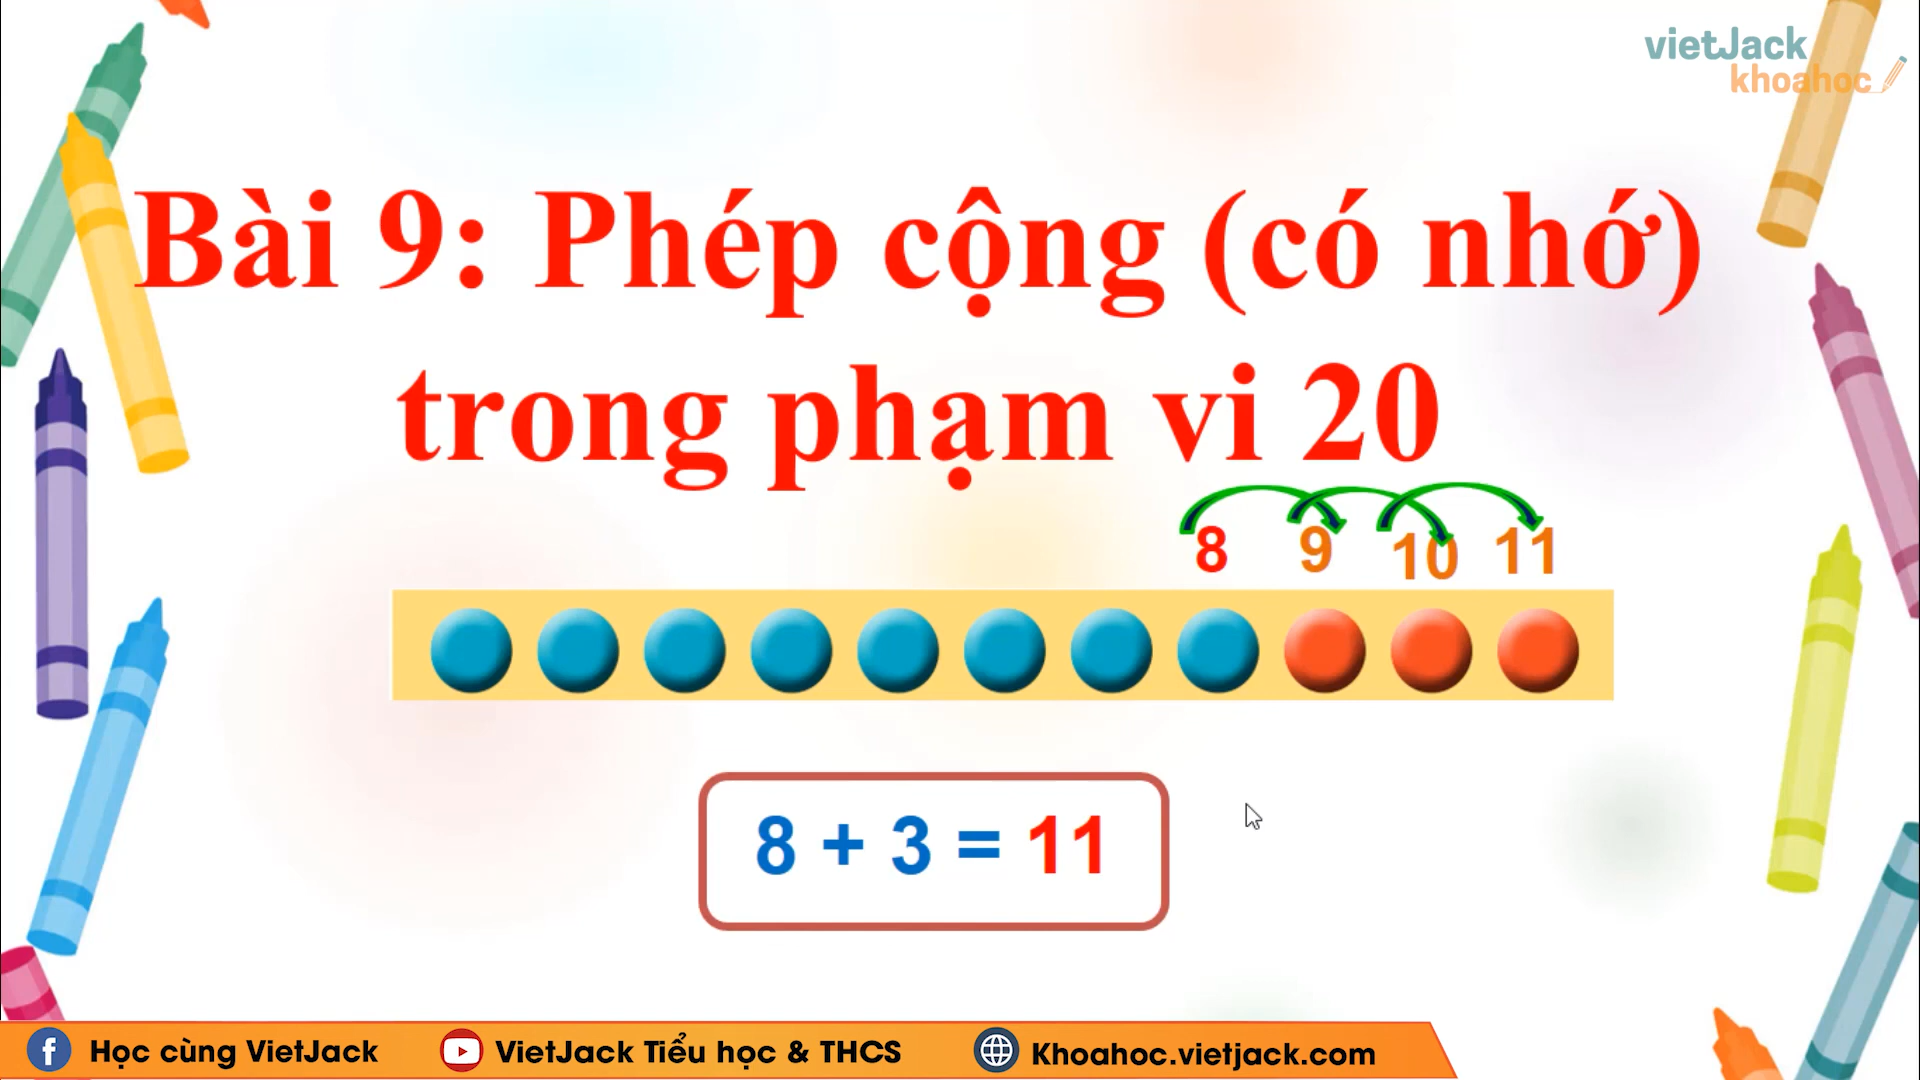 vietJack
khoahoc
Bài 9: Phép cộng (có nhớ)
trong phạm vi 20
8 9 10 11
8 + 3 = 11
Học cùng VietJack
VietJack Tiểu học & THCS
Khoahoc.vietjack.com